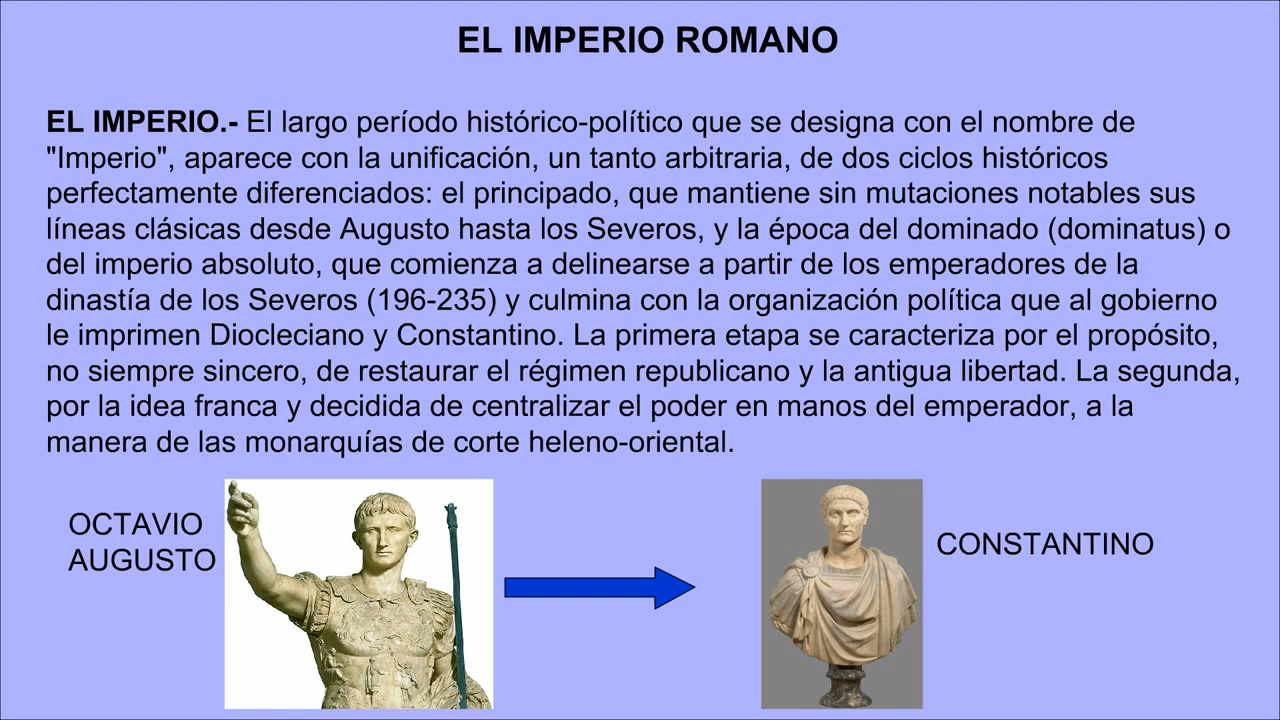 EL IMPERIO ROMANO
EL IMPERIO.- El largo período histórico-político que se designa con el nombre de
"Imperio", aparece con la unificación, un tanto arbitraria, de dos ciclos históricos
perfectamente diferenciados: el principado, que mantiene sin mutaciones notables sus
líneas clásicas desde Augusto hasta los Severos, y la época del dominado (dominatus) o
del imperio absoluto, que comienza a delinearse a partir de los emperadores de la
dinastía de los Severos (196-235) y culmina con la organización política que al gobierno
le imprimen Diocleciano y Constantino. La primera etapa se caracteriza por el propósito,
no siempre sincero, de restaurar el régimen republicano y la antigua libertad. La segunda,
por la idea franca y decidida de centralizar el poder en manos del emperador, a la
manera de las monarquías de corte heleno-oriental.
OCTAVIO
AUGUSTO
CONSTANTINO